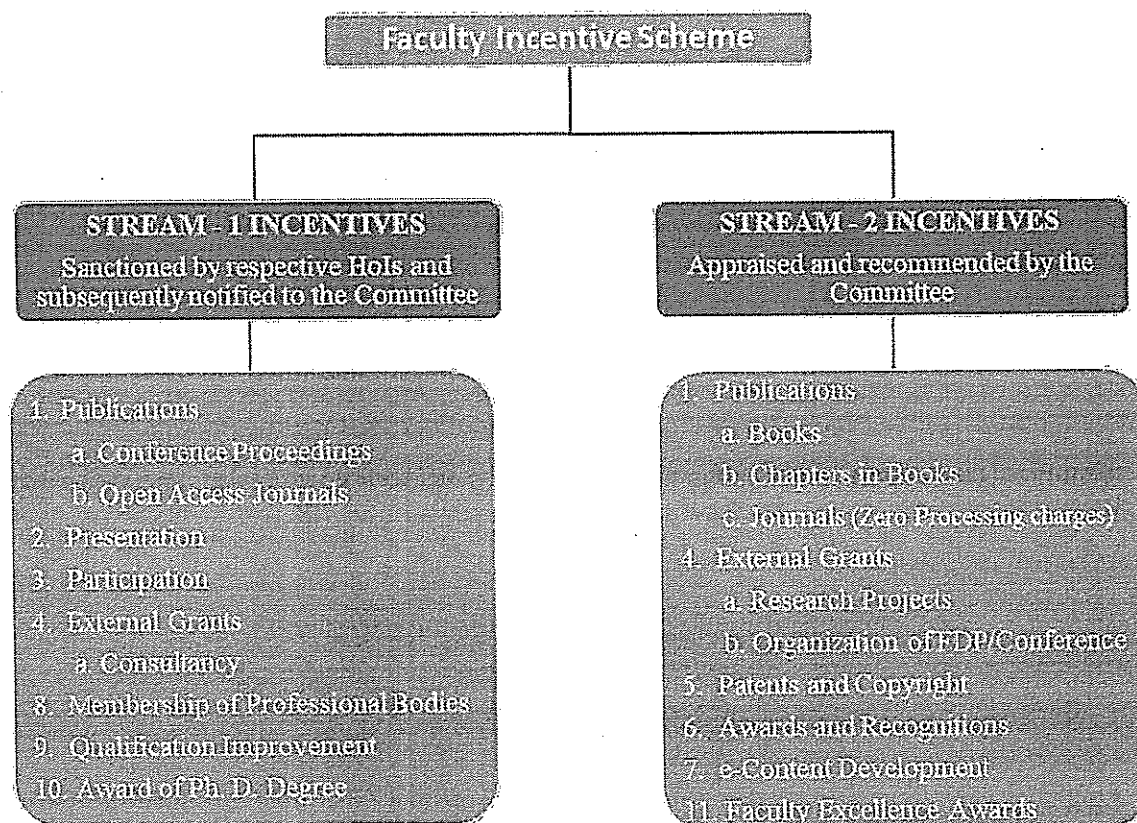 Faculty Incentive Scheme
STREAM - 1 INCENTIVES
Sanctioned by respective HoIs and
subsequently notified to the Committee
1. Publications
a. Conference Proceedings
b. Open Access Journals
2. Presentation
3. Participation
4. External Grants
a. Consultancy
8. Membership of Professional Bodies
9. Qualification Improvement
10. Award of Ph. D. Degree
STREAM - 2 INCENTIVES
Appraised and recommended by the
Committee
1. Publications
a. Books
b. Chapters in Books
c. Journals (Zero Processing charges)
4. External Grants
a. Research Projects
b. Organization of FDP/Conference
5. Patents and Copyright
6. Awards and Recognitions
7. e-Content Development
11. Faculty Excellence Awards